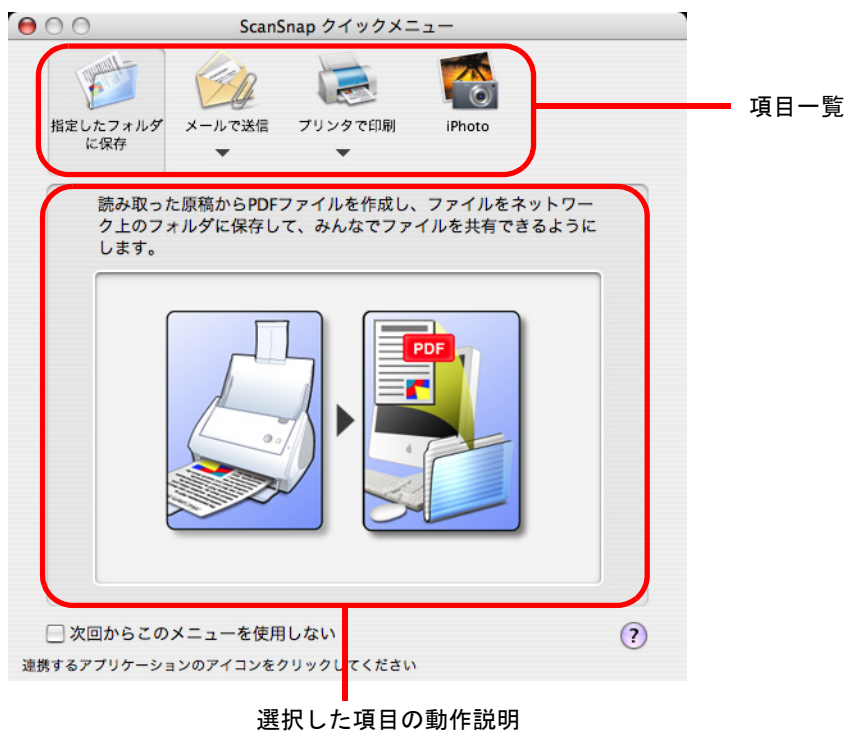 ScanSnap クイックメニュー
指定したフォルダ
に保存
メールで送信
プリンタで印刷
iPhoto
項目一覧
読み取った原稿からPDFファイルを作成し、ファイルをネットワー
ク上のフォルダに保存して、みんなでファイルを共有できるように
します。
PDF
次回からこのメニューを使用しない
?
連携するアプリケーションのアイコンをクリックしてください
選択した項目の動作説明